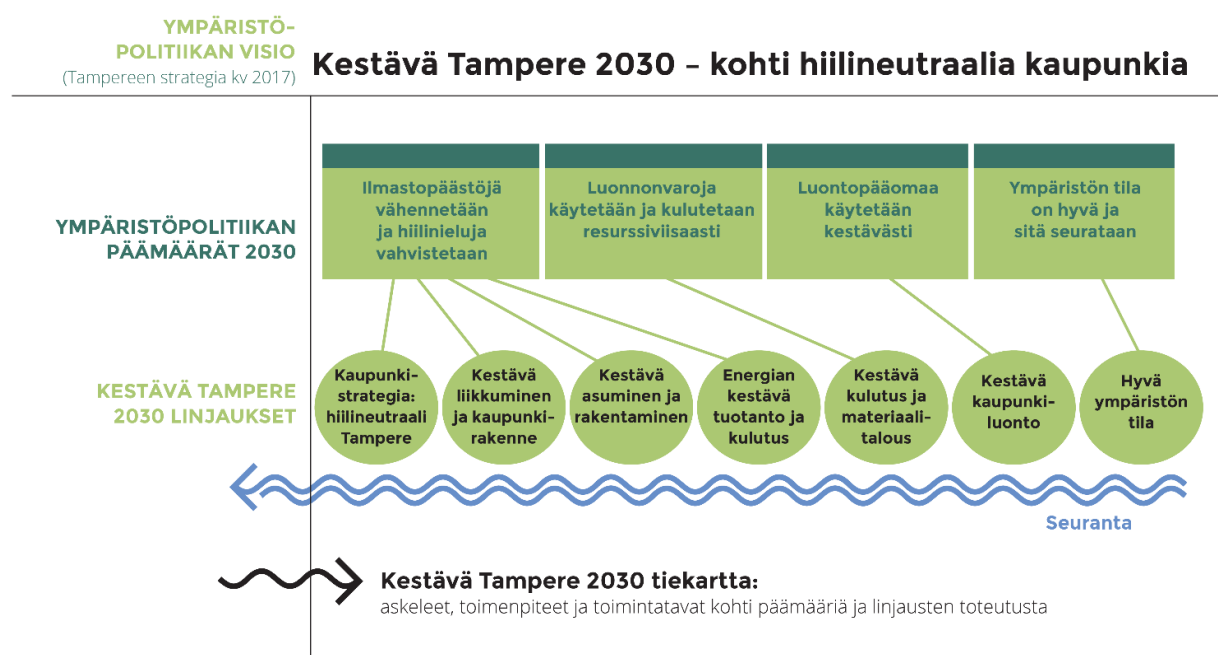 YMPÄRISTÖ-
POLITIIKAN VISIO
(Tampereen strategia kv 2017)
Kestävä Tampere 2030 – kohti hiilineutraalia kaupunkia
YMPÄRISTÖPOLITIIKAN
PÄÄMÄÄRÄT 2030
Ilmastopäästöjä
vähennetään
ja hiilinieluja
vahvistetaan
Luonnonvaroja
käytetään ja kulutetaan
resurssiviisaasti
Luontopääomaa
käytetään
kestävästi
Ympäristön tila
on hyvä ja
sitä seurataan
KESTÄVÄ TAMPERE
2030 LINJAUKSET
Kaupunki-
strategia:
hiilineutraali
Tampere
Kestävä
liikkuminen
ja kaupunki-
rakenne
Kestävä
asuminen ja
rakentaminen
Energian
kestävä
tuotanto ja
kulutus
Kestävä
kulutus ja
materiaali-
talous
Kestävä
kaupunki-
luonto
Hyvä
ympäristön
tila
Seuranta
Kestävä Tampere 2030 tiekartta:
askeleet, toimenpiteet ja toimintatavat kohti päämääriä ja linjausten toteutusta